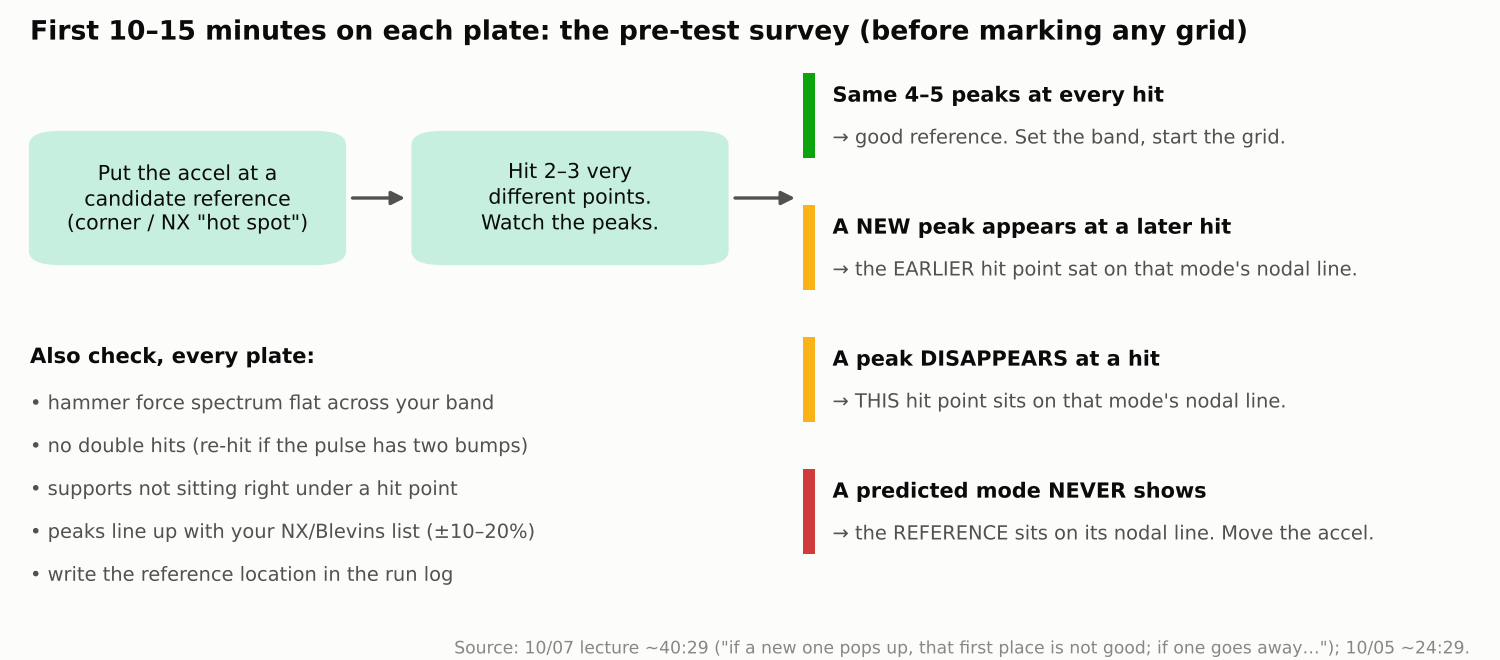 First 10–15 minutes on each plate: the pre-test survey (before marking any grid)
Put the accel at a
candidate reference
(corner / NX "hot spot")
Hit 2–3 very
different points.
Watch the peaks.
Same 4–5 peaks at every hit
→ good reference. Set the band, start the grid.
A NEW peak appears at a later hit
→ the EARLIER hit point sat on that mode's nodal line.
A peak DISAPPEARS at a hit
→ THIS hit point sits on that mode's nodal line.
A predicted mode NEVER shows
→ the REFERENCE sits on its nodal line. Move the accel.
Also check, every plate:
• hammer force spectrum flat across your band
• no double hits (re-hit if the pulse has two bumps)
• supports not sitting right under a hit point
• peaks line up with your NX/Blevins list (±10–20%)
• write the reference location in the run log
Source: 10/07 lecture ~40:29 ("if a new one pops up, that first place is not good; if one goes away…"); 10/05 ~24:29.